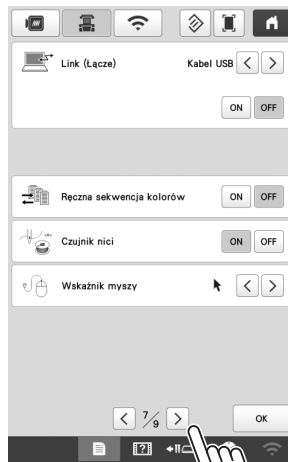 Link (Łącze) Kabel USB
ON OFF
Ręczna sekwencja kolorów ON OFF
Czujnik nici ON OFF
Wskaźnik myszy
7/9 OK